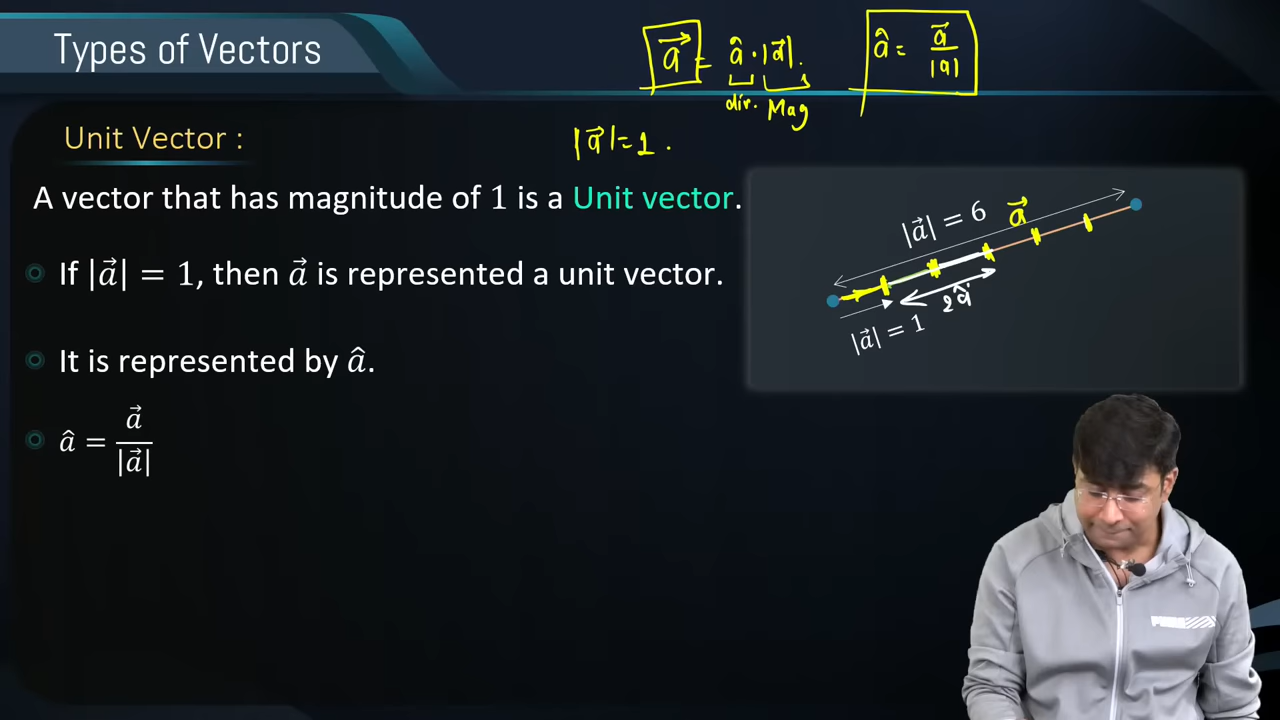 Types of Vectors
a⃗ = â · |a⃗|.
dir. Mag
â = a⃗/|a|
Unit Vector :
|a⃗| = 1 .
A vector that has magnitude of 1 is a Unit vector.
If |a⃗| = 1, then a⃗ is represented a unit vector.
It is represented by â.
â = a⃗/|a⃗|
|a⃗| = 6
a⃗
2â
|a⃗| = 1